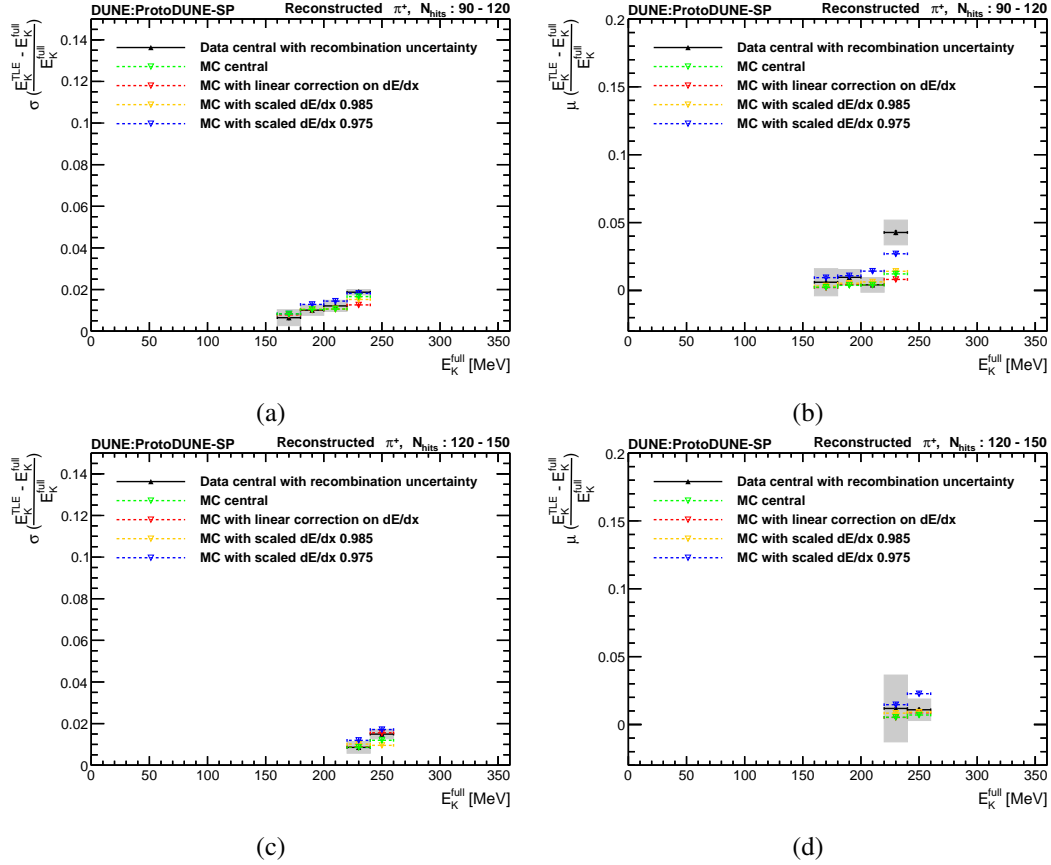 DUNE:ProtoDUNE-SP Reconstructed π⁺, N_hits : 90 - 120
σ (E_K^TLE - E_K^full / E_K^full)
0.14
0.12
0.1
0.08
0.06
0.04
0.02
0
Data central with recombination uncertainty
MC central
MC with linear correction on dE/dx
MC with scaled dE/dx 0.985
MC with scaled dE/dx 0.975
0 50 100 150 200 250 300 350
E_K^full [MeV]
(a)
DUNE:ProtoDUNE-SP Reconstructed π⁺, N_hits : 90 - 120
μ (E_K^TLE - E_K^full / E_K^full)
0.2
0.15
0.1
0.05
0
Data central with recombination uncertainty
MC central
MC with linear correction on dE/dx
MC with scaled dE/dx 0.985
MC with scaled dE/dx 0.975
0 50 100 150 200 250 300 350
E_K^full [MeV]
(b)
DUNE:ProtoDUNE-SP Reconstructed π⁺, N_hits : 120 - 150
σ (E_K^TLE - E_K^full / E_K^full)
0.14
0.12
0.1
0.08
0.06
0.04
0.02
0
Data central with recombination uncertainty
MC central
MC with linear correction on dE/dx
MC with scaled dE/dx 0.985
MC with scaled dE/dx 0.975
0 50 100 150 200 250 300 350
E_K^full [MeV]
(c)
DUNE:ProtoDUNE-SP Reconstructed π⁺, N_hits : 120 - 150
μ (E_K^TLE - E_K^full / E_K^full)
0.2
0.15
0.1
0.05
0
Data central with recombination uncertainty
MC central
MC with linear correction on dE/dx
MC with scaled dE/dx 0.985
MC with scaled dE/dx 0.975
0 50 100 150 200 250 300 350
E_K^full [MeV]
(d)